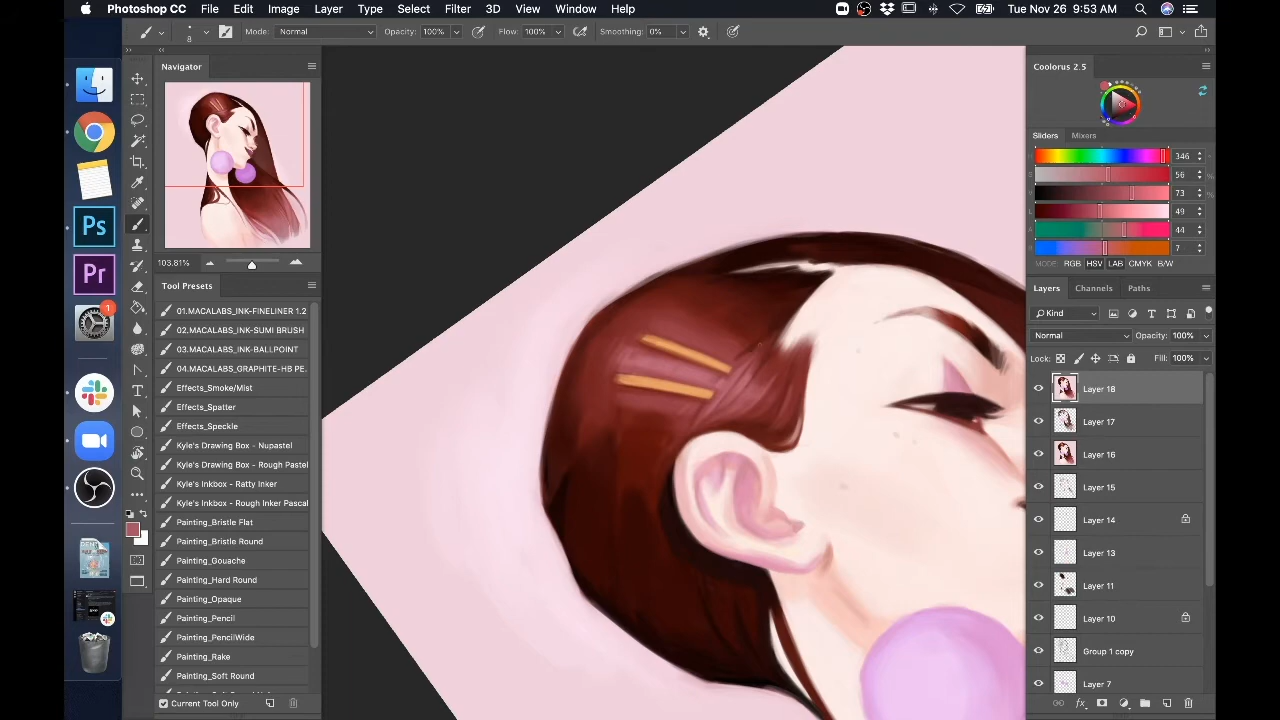 Photoshop CC File Edit Image Layer Type Select Filter 3D View Window Help Tue Nov 26 9:53 AM
8 Mode: Normal Opacity: 100% Flow: 100% Smoothing: 0%
Navigator
103.81%
Tool Presets
01.MACALABS_INK-FINELINER 1.2
02.MACALABS_INK-SUMI BRUSH
03.MACALABS_INK-BALLPOINT
04.MACALABS_GRAPHITE-HB PE.
Effects_Smoke/Mist
Effects_Spatter
Effects_Speckle
Kyle's Drawing Box - Nupastel
Kyle's Drawing Box - Rough Pastel
Kyle's Inkbox - Ratty Inker
Kyle's Inkbox - Rough Inker Pascal
Painting_Bristle Flat
Painting_Bristle Round
Painting_Gouache
Painting_Hard Round
Painting_Opaque
Painting_Pencil
Painting_PencilWide
Painting_Rake
Painting_Soft Round
Current Tool Only
Ps
Pr
1
Coolorus 2.5
Sliders Mixers
346
56
73
L 49
A 44
7
MODE RGB HSV LAB CMYK B/W
Layers Channels Paths
Kind
Normal Opacity: 100%
Lock: Fill: 100%
Layer 18
Layer 17
Layer 16
Layer 15
Layer 14
Layer 13
Layer 11
Layer 10
Group 1 copy
Layer 7
fx